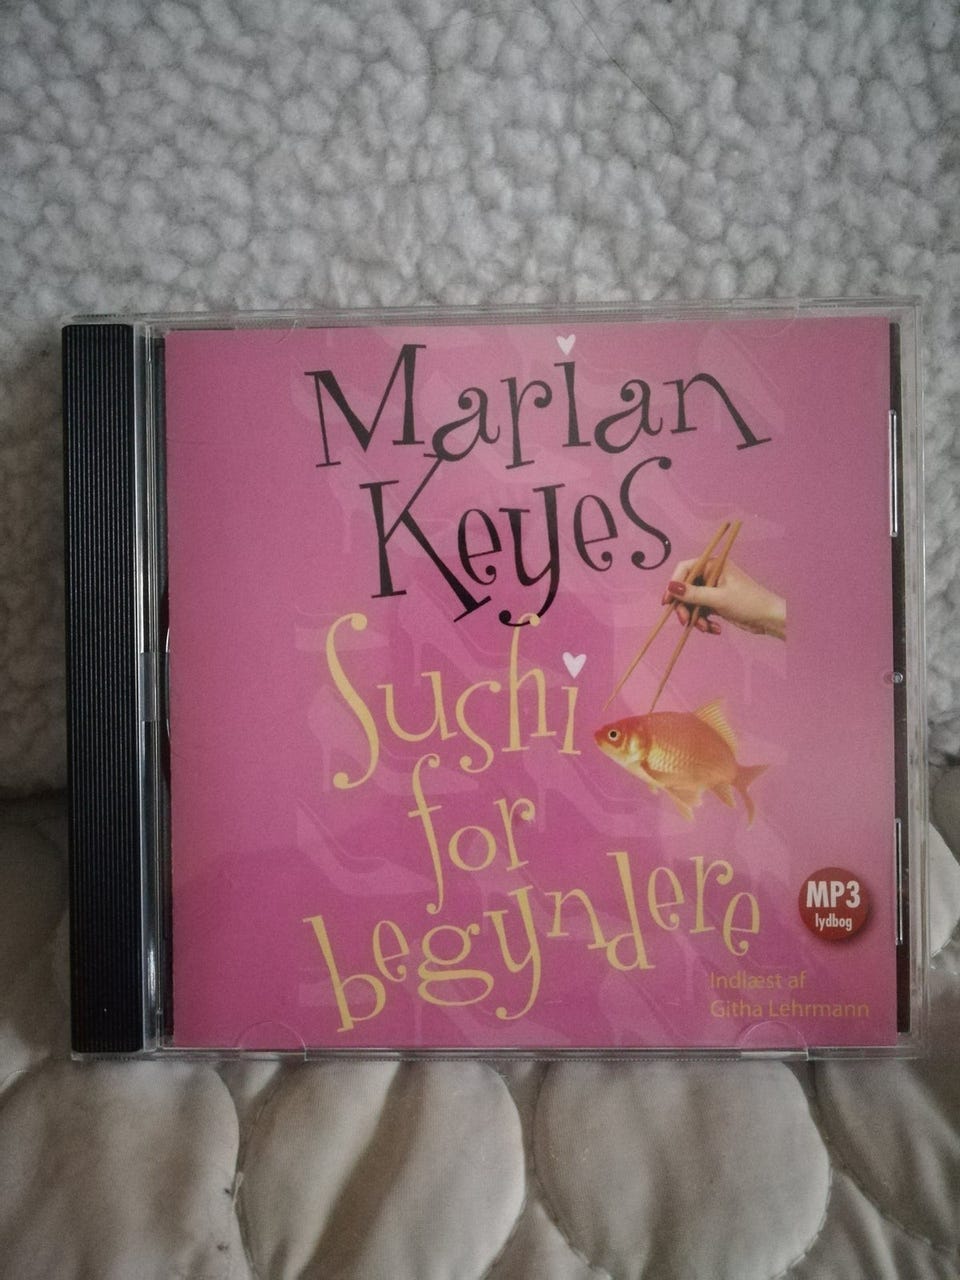 Marian
Keyes
Sushi
for
begyndere
MP3
lydbog
Indlæst af
Githa Lehrmann